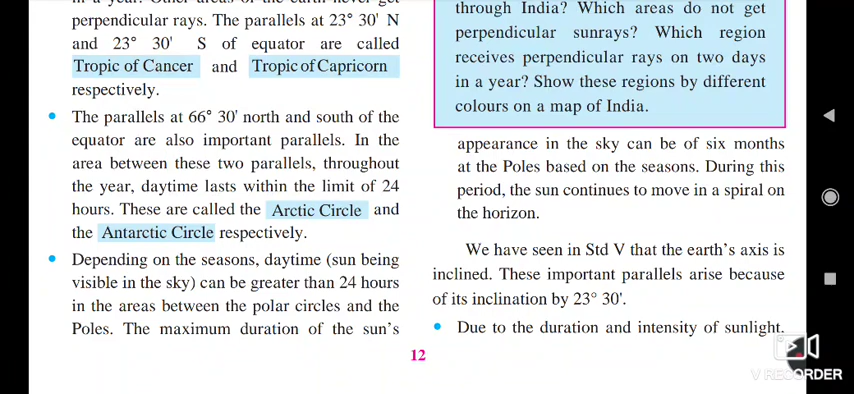 in a year. Other areas of the earth never get
perpendicular rays. The parallels at 23° 30' N
and 23° 30' S of equator are called
Tropic of Cancer and Tropic of Capricorn
respectively.
• The parallels at 66° 30' north and south of the
equator are also important parallels. In the
area between these two parallels, throughout
the year, daytime lasts within the limit of 24
hours. These are called the Arctic Circle and
the Antarctic Circle respectively.
• Depending on the seasons, daytime (sun being
visible in the sky) can be greater than 24 hours
in the areas between the polar circles and the
Poles. The maximum duration of the sun's
through India? Which areas do not get
perpendicular sunrays? Which region
receives perpendicular rays on two days
in a year? Show these regions by different
colours on a map of India.
appearance in the sky can be of six months
at the Poles based on the seasons. During this
period, the sun continues to move in a spiral on
the horizon.
We have seen in Std V that the earth's axis is
inclined. These important parallels arise because
of its inclination by 23° 30'.
• Due to the duration and intensity of sunlight,
12
V RECORDER